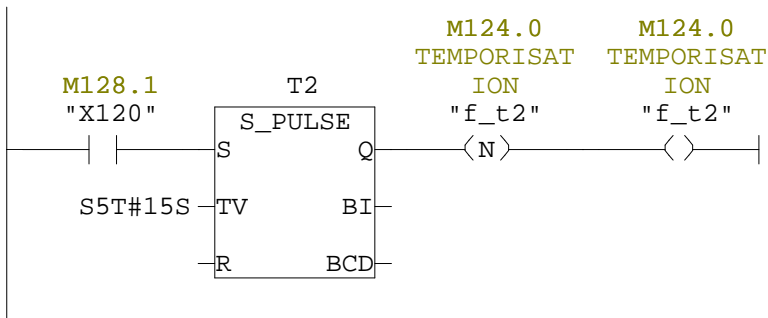 M124.0 M124.0
TEMPORISAT TEMPORISAT
M128.1 T2 ION ION
"X120" S_PULSE "f_t2" "f_t2"
S Q N
S5T#15S TV BI
R BCD